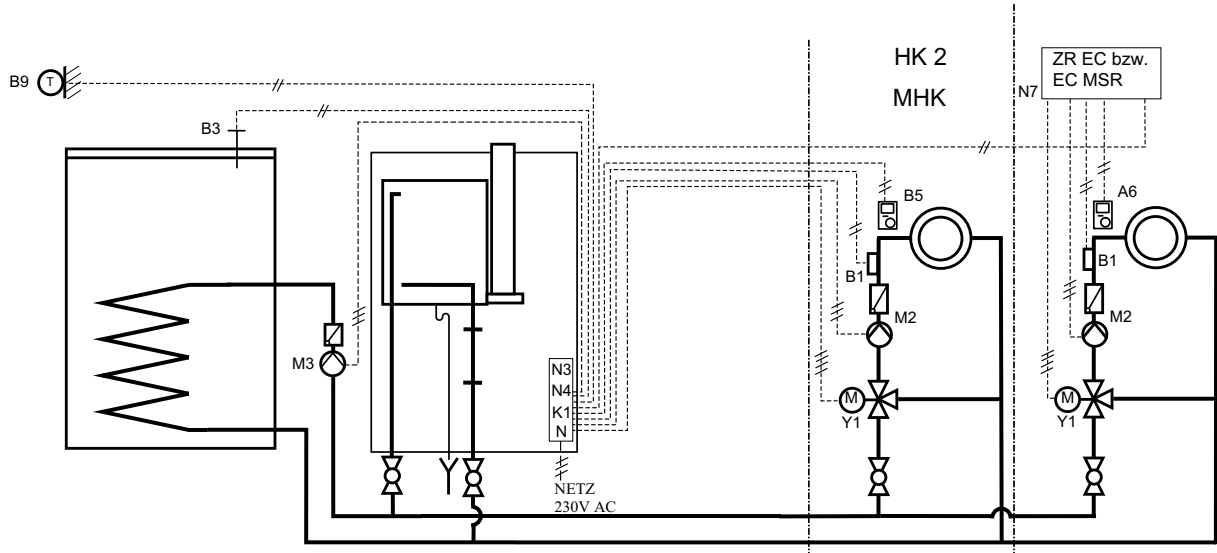 HK 2
MHK
ZR EC bzw.
EC MSR
N7
B9
T
B3
B5
A6
B1
B1
M2
M2
M3
N3
N4
K1
N
M
Y1
M
Y1
NETZ
230V AC